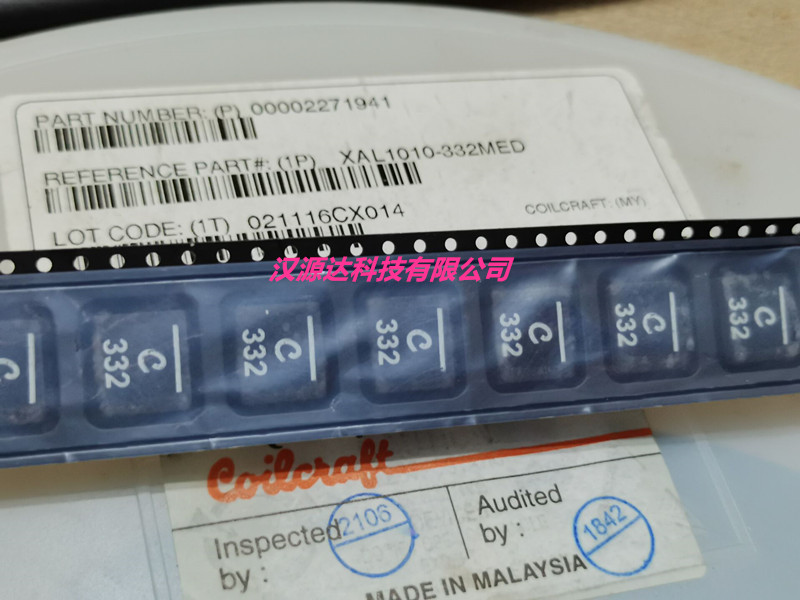 PART NUMBER: (P) 00002271941
REFERENCE PART#: (1P) XAL1010-332MED
LOT CODE: (1T) 021116CX014
COILCRAFT: (MY)
汉源达科技有限公司
C
332
C
332
C
332
C
332
C
332
C
332
C
Coilcraft
Inspected by :
2106
Audited by :
1842
MADE IN MALAYSIA